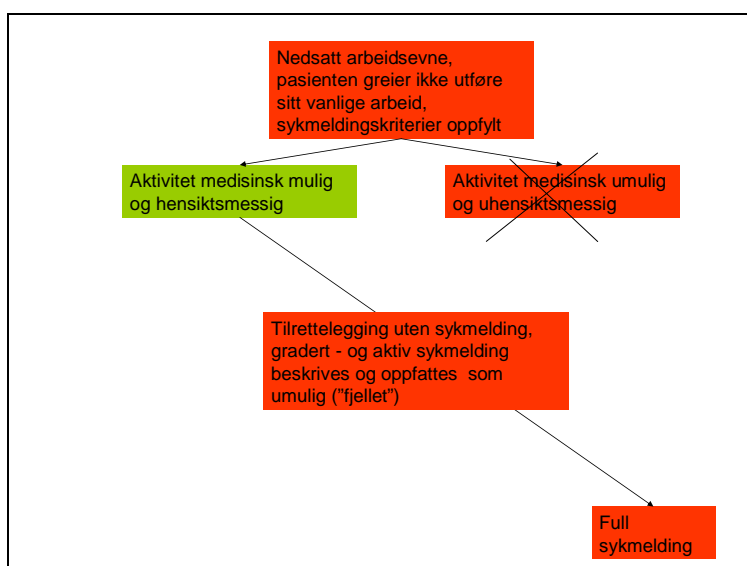 Nedsatt arbeidsevne,
pasienten greier ikke utføre
sitt vanlige arbeid,
sykmeldingskriterier oppfylt
Aktivitet medisinsk mulig
og hensiktsmessig
Aktivitet medisinsk umulig
og uhensiktsmessig
Tilrettelegging uten sykmelding,
gradert - og aktiv sykmelding
beskrives og oppfattes som
umulig (”fjellet”)
Full
sykmelding